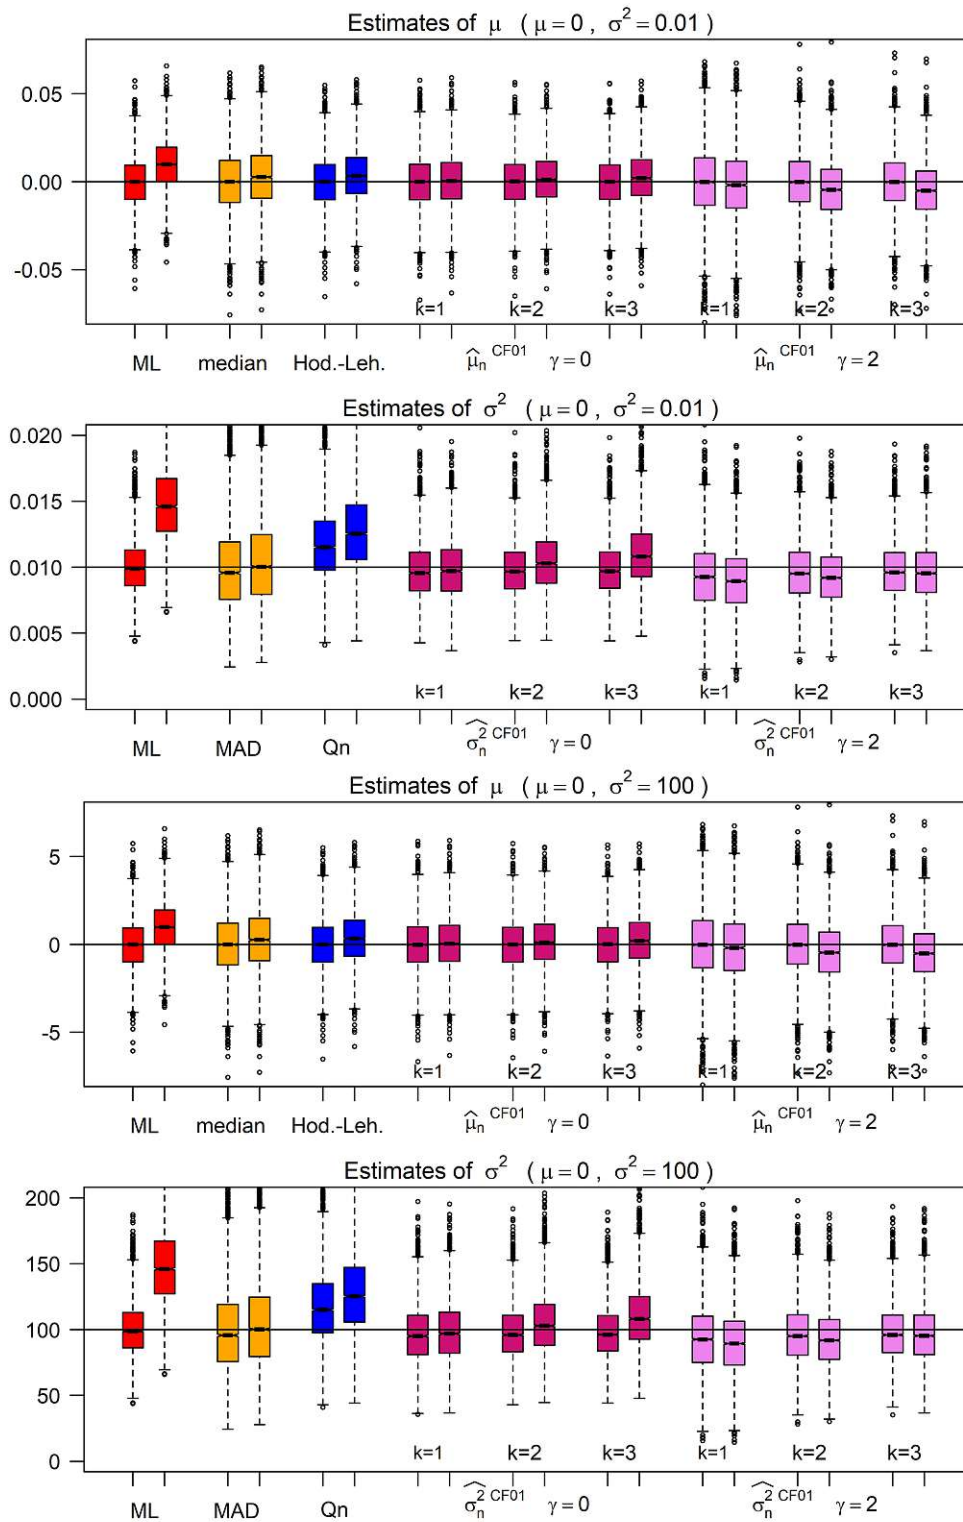 Estimates of μ ( μ = 0 , σ² = 0.01 )
0.05
0.00
-0.05
k=1 k=2 k=3 k=1 k=2 k=3
ML median Hod.-Leh. μ̂ₙ CF01 γ = 0 μ̂ₙ CF01 γ = 2
Estimates of σ² ( μ = 0 , σ² = 0.01 )
0.020
0.015
0.010
0.005
0.000
k=1 k=2 k=3 k=1 k=2 k=3
ML MAD Qn σ̂²ₙ CF01 γ = 0 σ̂²ₙ CF01 γ = 2
Estimates of μ ( μ = 0 , σ² = 100 )
5
0
-5
k=1 k=2 k=3 k=1 k=2 k=3
ML median Hod.-Leh. μ̂ₙ CF01 γ = 0 μ̂ₙ CF01 γ = 2
Estimates of σ² ( μ = 0 , σ² = 100 )
200
150
100
50
0
k=1 k=2 k=3 k=1 k=2 k=3
ML MAD Qn σ̂²ₙ CF01 γ = 0 σ̂²ₙ CF01 γ = 2